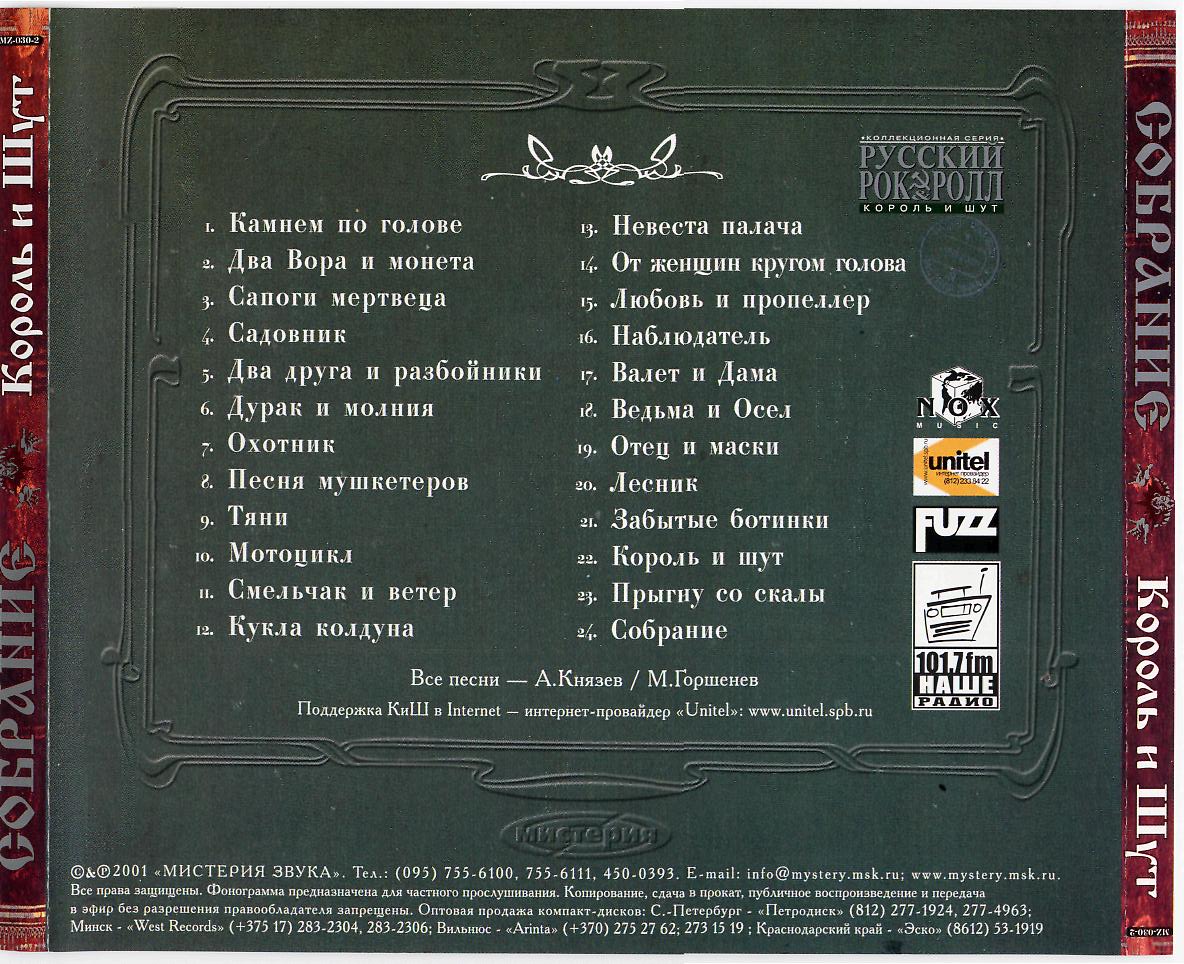 MZ-030-2
Король и Шут
СОБРАНИЕ
КОЛЛЕКЦИОННАЯ СЕРИЯ
РУССКИЙ
РОК РОЛЛ
КОРОЛЬ И ШУТ
1. Камнем по голове
2. Два Вора и монета
3. Сапоги мертвеца
4. Садовник
5. Два друга и разбойники
6. Дурак и молния
7. Охотник
8. Песня мушкетеров
9. Тяни
10. Мотоцикл
11. Смельчак и ветер
12. Кукла колдуна
13. Невеста палача
14. От женщин кругом голова
15. Любовь и пропеллер
16. Наблюдатель
17. Валет и Дама
18. Ведьма и Осел
19. Отец и маски
20. Лесник
21. Забытые ботинки
22. Король и шут
23. Прыгну со скалы
24. Собрание
NOX
MUSIC
www.unitel.spb.ru
unitel
интернет провайдер
(812) 233 84 22
FUZZ
101.7fm
НАШЕ
РАДИО
Все песни — А.Князев / М.Горшенев
Поддержка КиШ в Internet — интернет-провайдер «Unitel»: www.unitel.spb.ru
мистерия
©&℗2001 «МИСТЕРИЯ ЗВУКА». Тел.: (095) 755-6100, 755-6111, 450-0393. E-mail: info@mystery.msk.ru; www.mystery.msk.ru.
Все права защищены. Фонограмма предназначена для частного прослушивания. Копирование, сдача в прокат, публичное воспроизведение и передача
в эфир без разрешения правообладателя запрещены. Оптовая продажа компакт-дисков: С.-Петербург - «Петродиск» (812) 277-1924, 277-4963;
Минск - «West Records» (+375 17) 283-2304, 283-2306; Вильнюс - «Arinta» (+370) 275 27 62; 273 15 19 ; Краснодарский край - «Эско» (8612) 53-1919
СОБРАНИЕ
Король и Шут
MZ-030-2